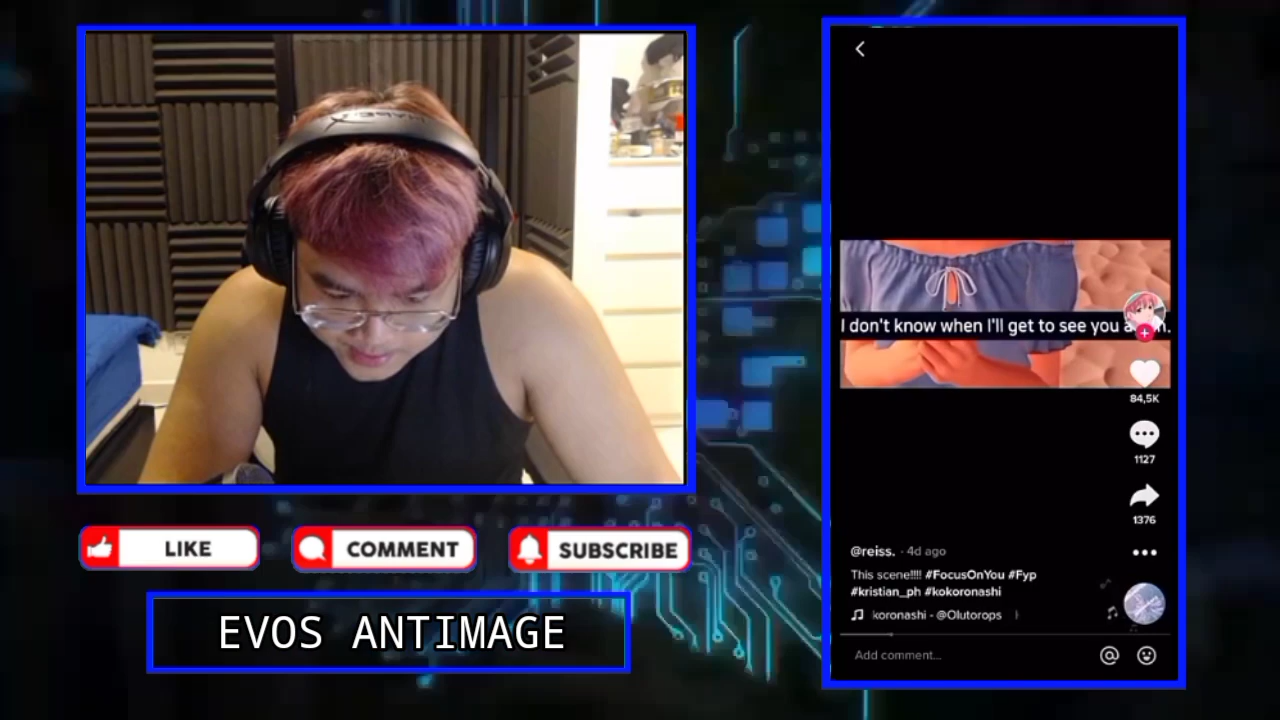 HYPERX
LIKE
COMMENT
SUBSCRIBE
EVOS ANTIMAGE
I don't know when I'll get to see you
84,5K
1127
1376
@reiss. · 4d ago
This scene!!!! #FocusOnYou #Fyp
#kristian_ph #kokoronashi
koronashi - @Olutorops
Add comment...